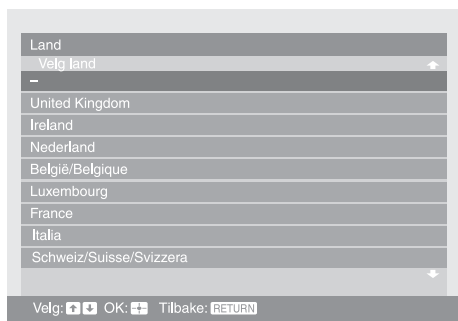 Land
Velg land
–
United Kingdom
Ireland
Nederland
België/Belgique
Luxembourg
France
Italia
Schweiz/Suisse/Svizzera
Velg: OK: Tilbake: RETURN